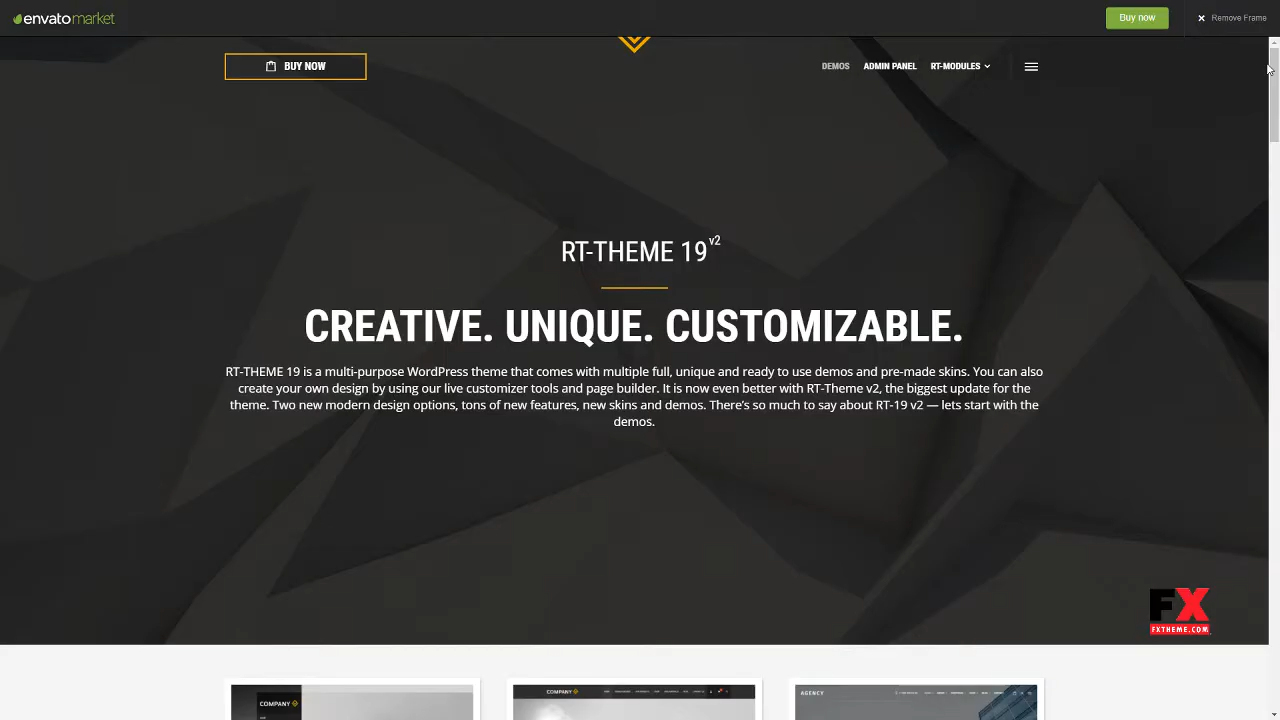 envatomarket
Buy now
Remove Frame
BUY NOW
DEMOS
ADMIN PANEL
RT-MODULES
RT-THEME 19 v2
CREATIVE. UNIQUE. CUSTOMIZABLE.
RT-THEME 19 is a multi-purpose WordPress theme that comes with multiple full, unique and ready to use demos and pre-made skins. You can also
create your own design by using our live customizer tools and page builder. It is now even better with RT-Theme v2, the biggest update for the
theme. Two new modern design options, tons of new features, new skins and demos. There's so much to say about RT-19 v2 — lets start with the
demos.
FX
FXTHEME.COM
COMPANY
COMPANY
AGENCY